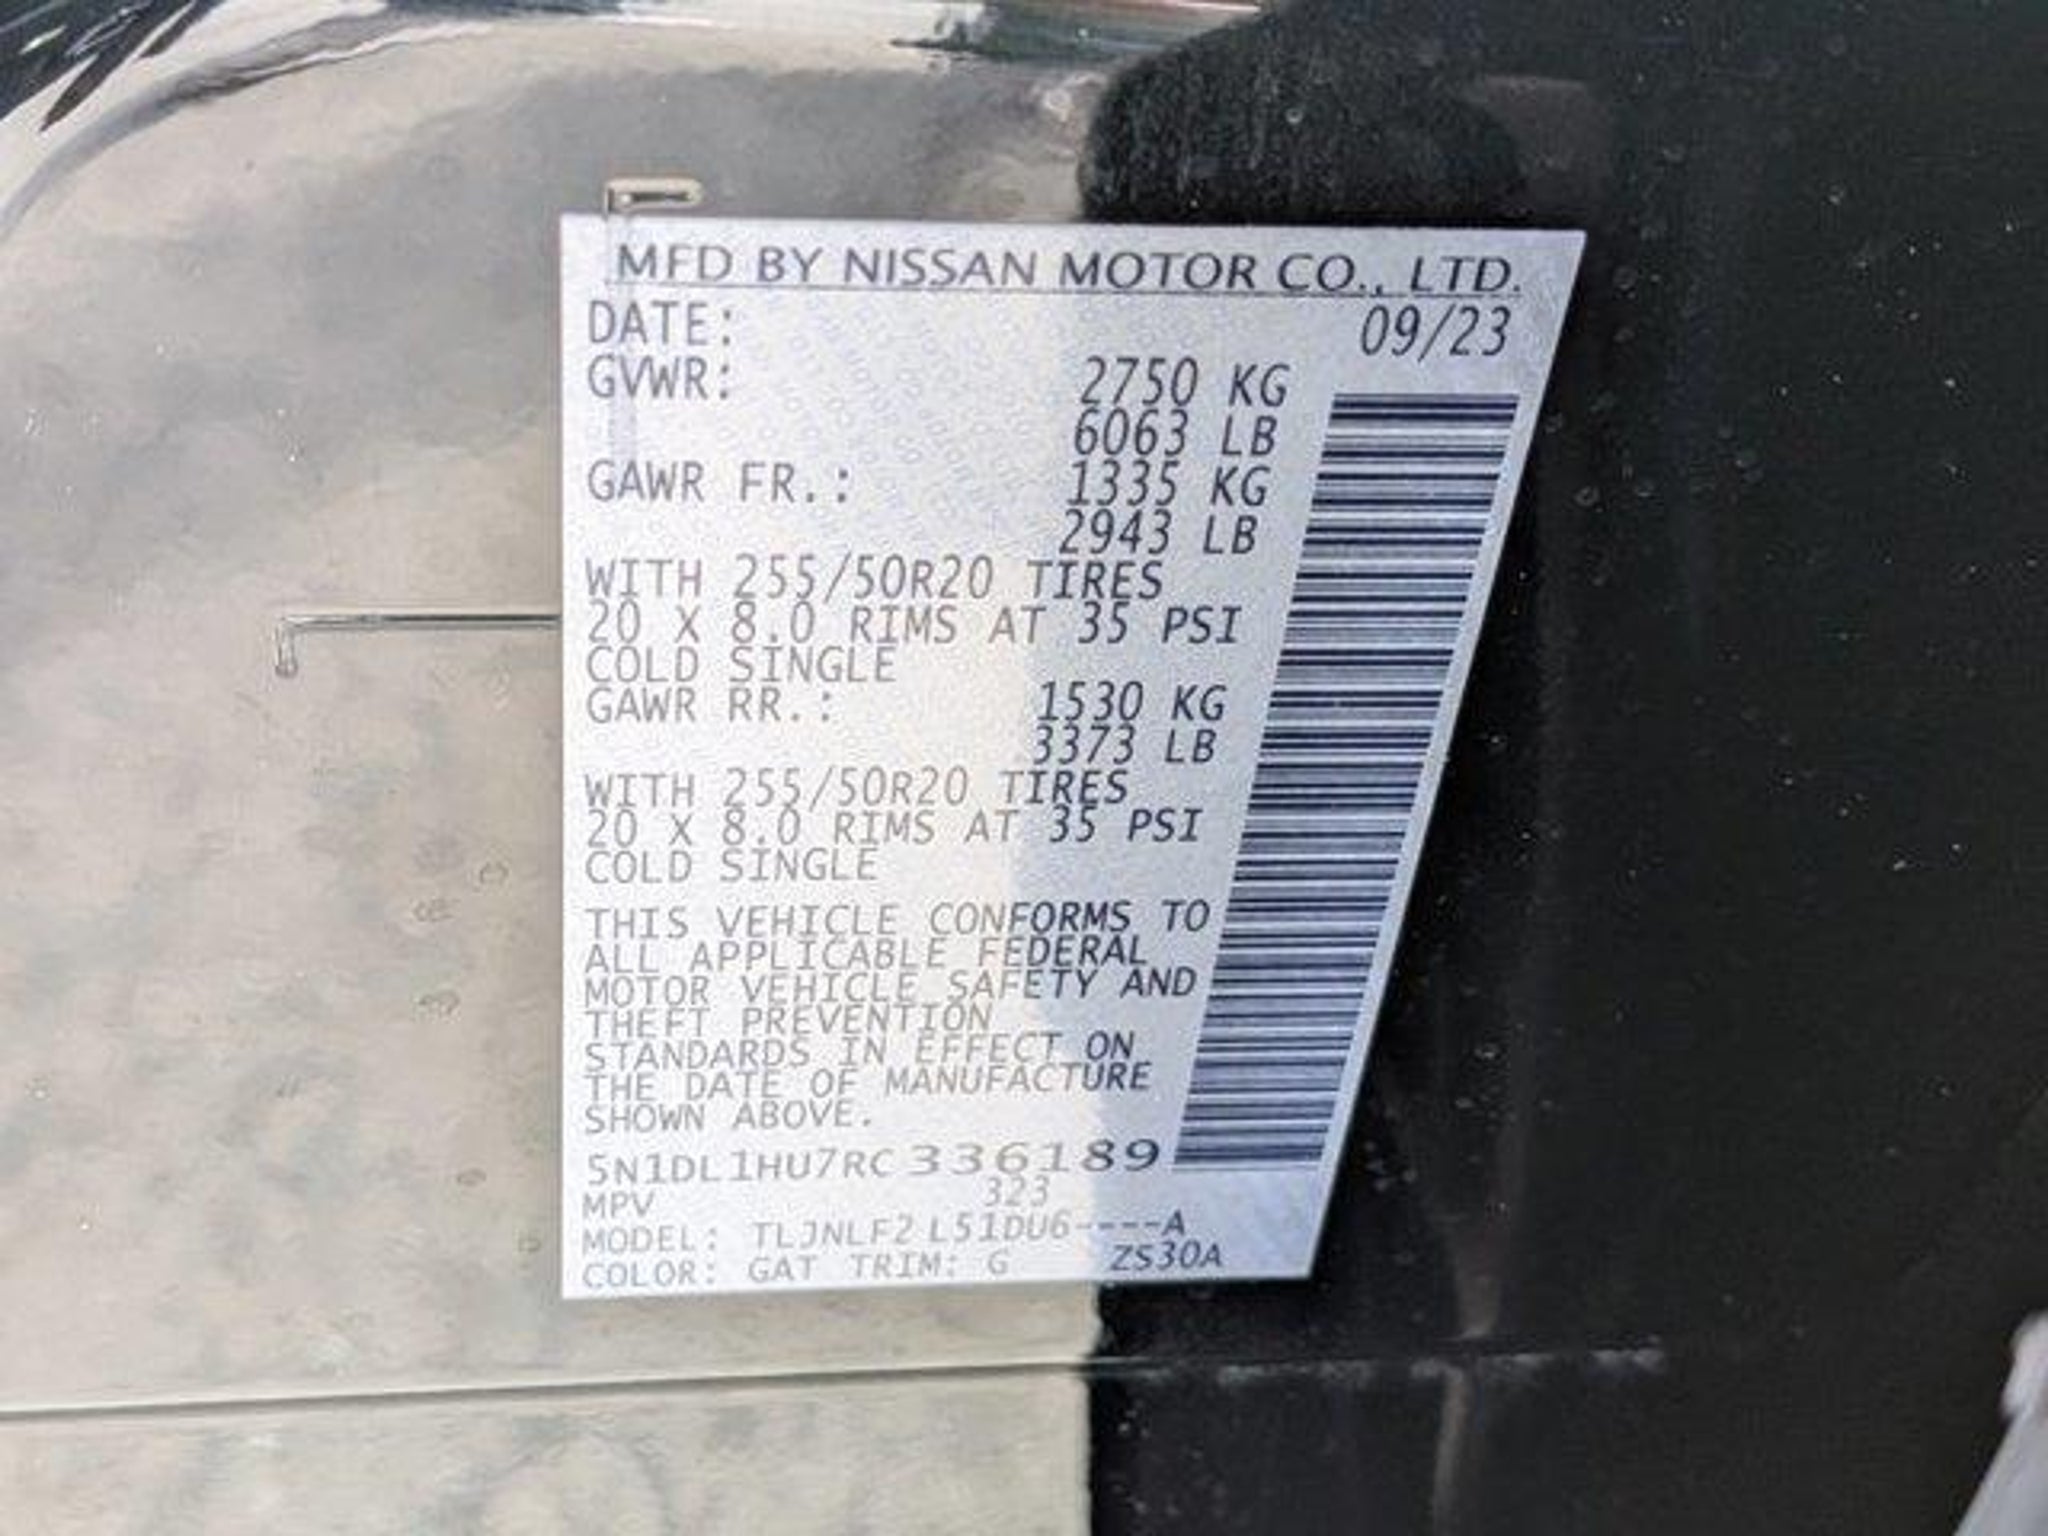 MFD BY NISSAN MOTOR CO., LTD.
DATE: 09/23
GVWR: 2750 KG
6063 LB
GAWR FR.: 1335 KG
2943 LB
WITH 255/50R20 TIRES
20 X 8.0 RIMS AT 35 PSI
COLD SINGLE
GAWR RR.: 1530 KG
3373 LB
WITH 255/50R20 TIRES
20 X 8.0 RIMS AT 35 PSI
COLD SINGLE
THIS VEHICLE CONFORMS TO
ALL APPLICABLE FEDERAL
MOTOR VEHICLE SAFETY AND
THEFT PREVENTION
STANDARDS IN EFFECT ON
THE DATE OF MANUFACTURE
SHOWN ABOVE.
5N1DL1HU7RC336189
MPV 323
MODEL: TLJNLF2 L51DU6----A
COLOR: GAT TRIM: G ZS30A